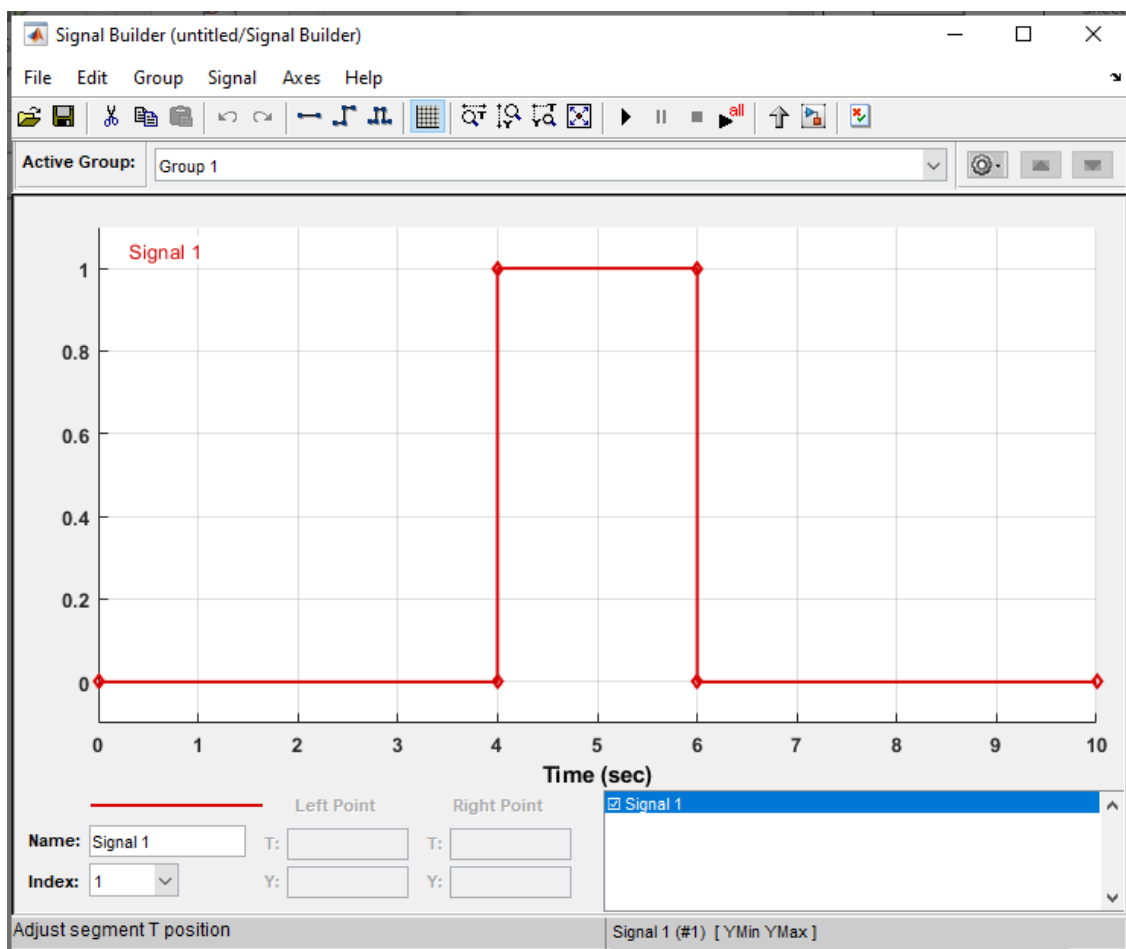 Signal Builder (untitled/Signal Builder)
File Edit Group Signal Axes Help
all
Active Group: Group 1
Signal 1
1
0.8
0.6
0.4
0.2
0
0 1 2 3 4 5 6 7 8 9 10
Time (sec)
Left Point Right Point
Signal 1
Name: Signal 1 T: T:
Index: 1 Y: Y:
Adjust segment T position
Signal 1 (#1) [ YMin YMax ]